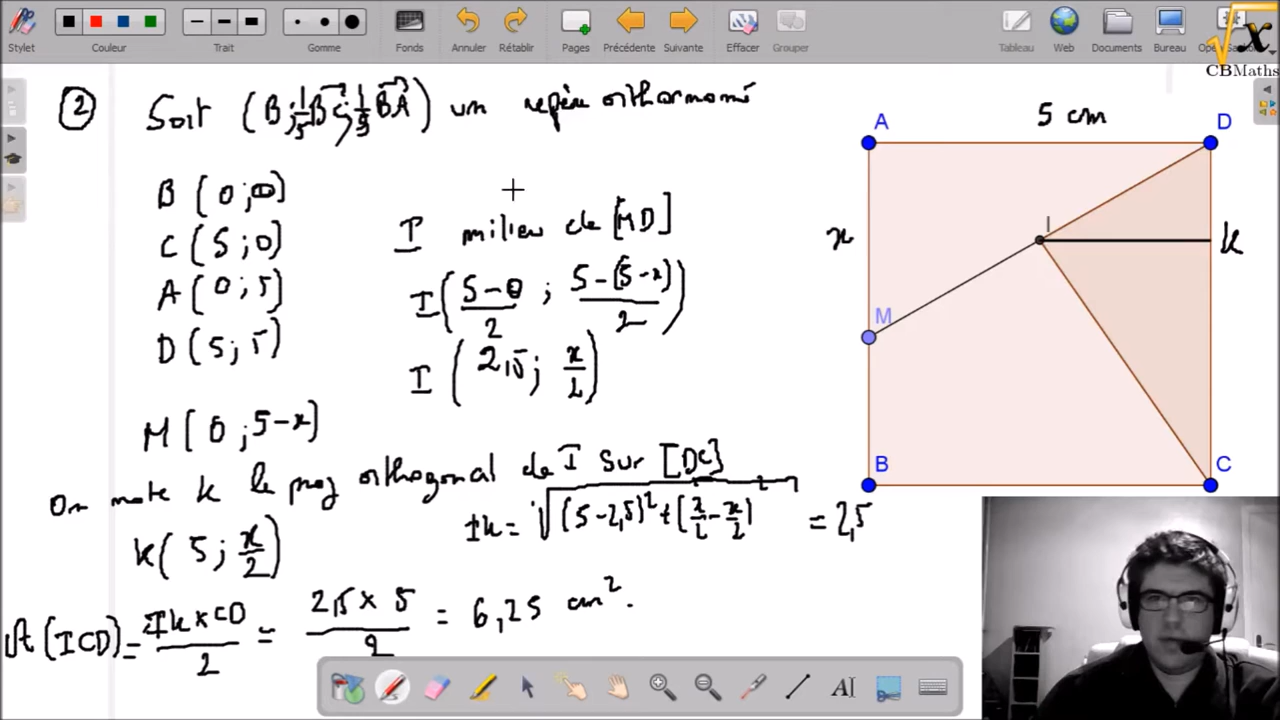 Stylet Couleur Trait Gomme Fonds Annuler Rétablir Pages Précédente Suivante Effacer Grouper Tableau Web Documents Bureau
√x
CBMaths
② Soit (B; 1/5 BC; 1/5 BA) un repère orthormomé
B (0;0)
C (5;0)
A (0;5)
D (5;5)
M (0;5-x)
I milieu de [MD]
I ( (5-0)/2 ; (5-(5-x))/2 )
I ( 2,5 ; x/2 )
On note k le proj orthogonal de I sur [DC]
k( 5; x/2 )
Ik = √((5-2,5)² + (x/2 - x/2)²) = 2,5
A (ICD) = (Ik × CD)/2 = (2,5 × 5)/2 = 6,25 cm².
5 cm
A
D
x
I
k
M
B
C
AI